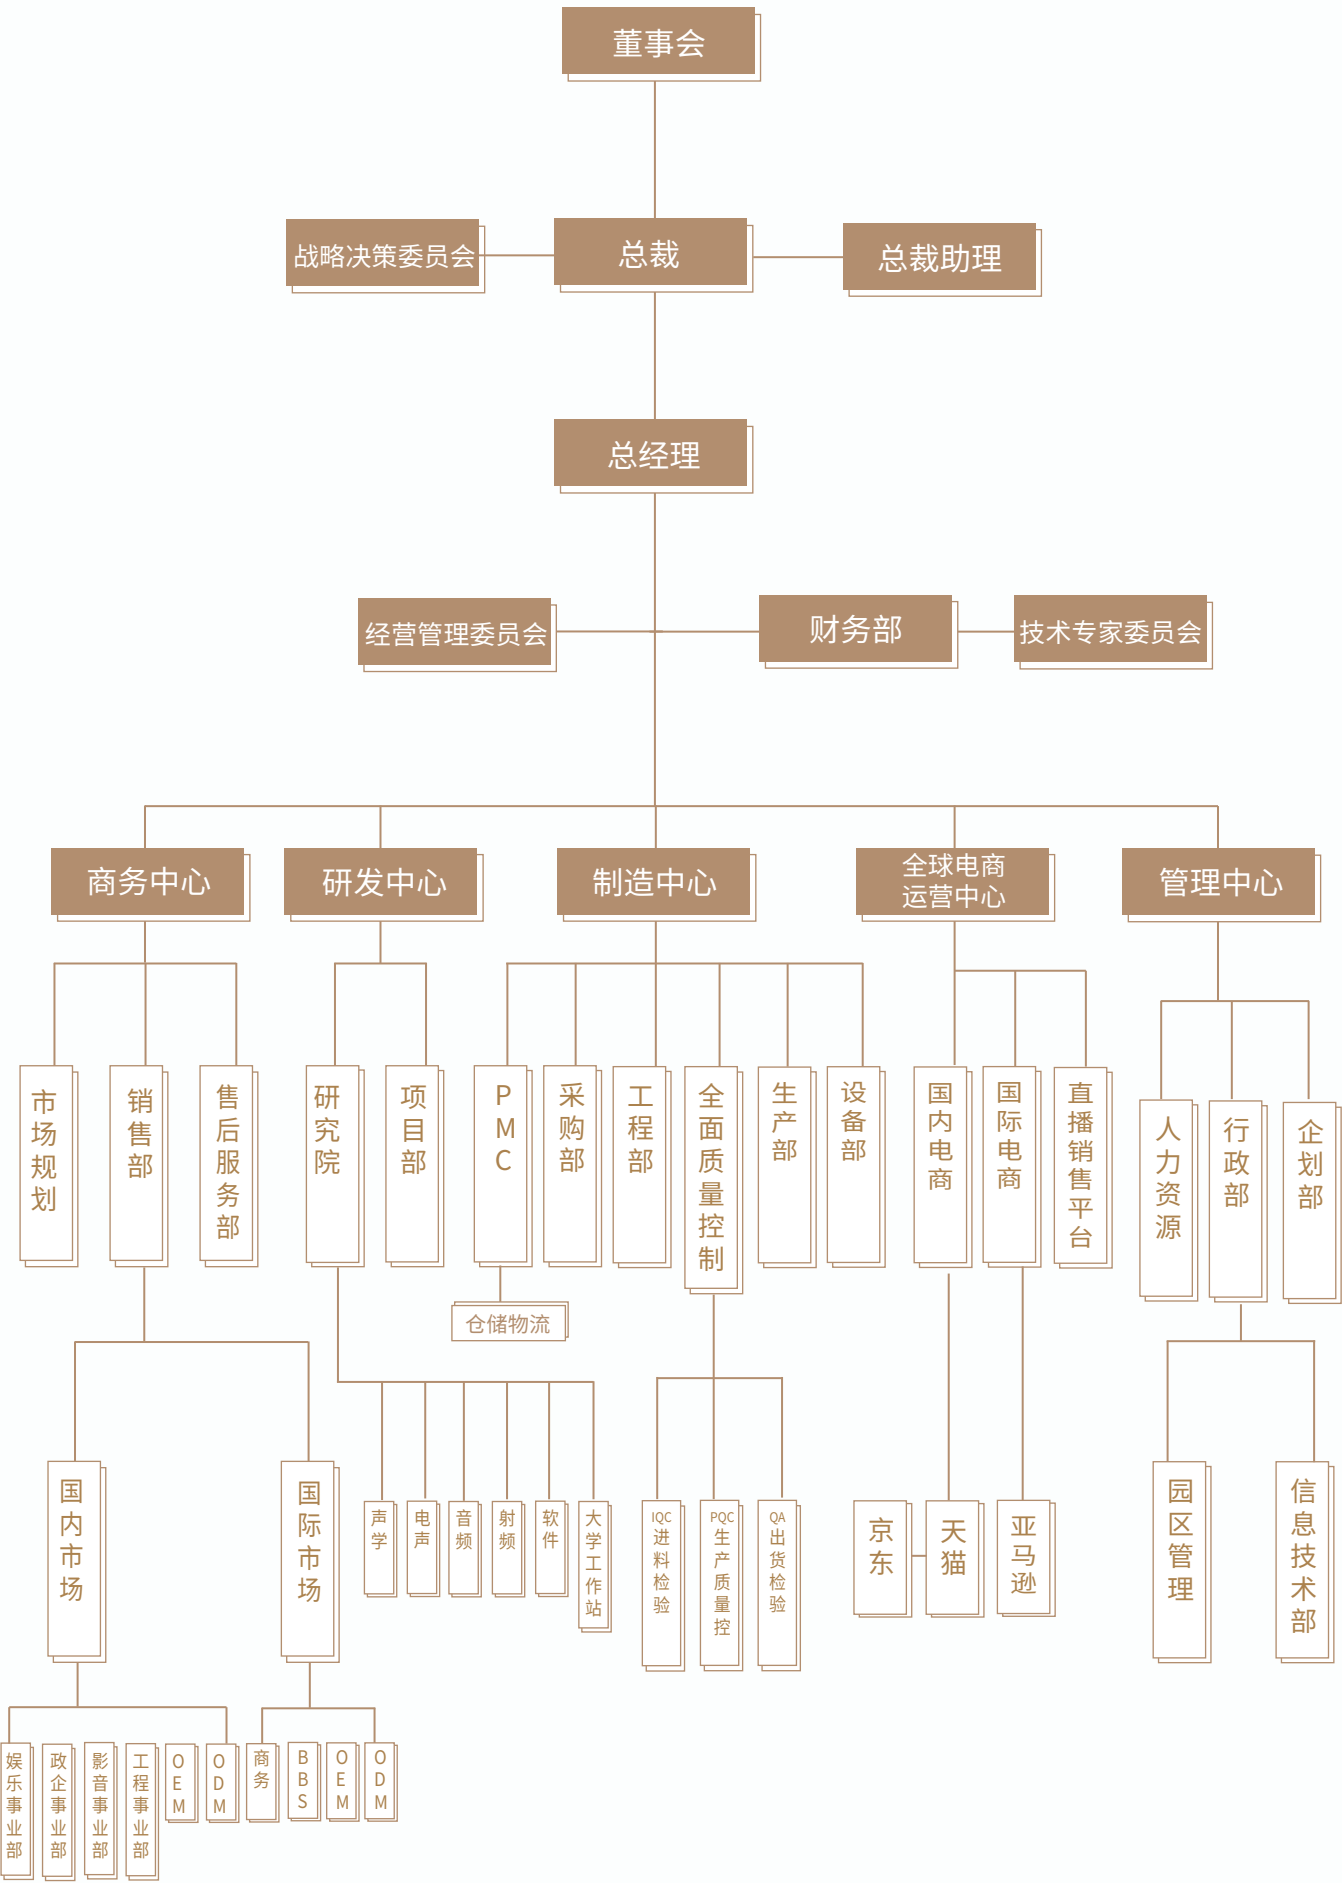 董事会
战略决策委员会
总裁
总裁助理
总经理
经营管理委员会
财务部
技术专家委员会
商务中心
研发中心
制造中心
全球电商
运营中心
管理中心
市场规划
销售部
售后服务部
研究院
项目部
PMC
采购部
工程部
全面质量控制
生产部
设备部
国内电商
国际电商
直播销售平台
人力资源
行政部
企划部
仓储物流
国内市场
国际市场
声学
电声
音频
射频
软件
大学工作站
IQC
进料检验
PQC
生产质量控
QA
出货检验
京东
天猫
亚马逊
园区管理
信息技术部
娱乐事业部
政企事业部
影音事业部
工程事业部
OEM
ODM
商务
BBS
OEM
ODM